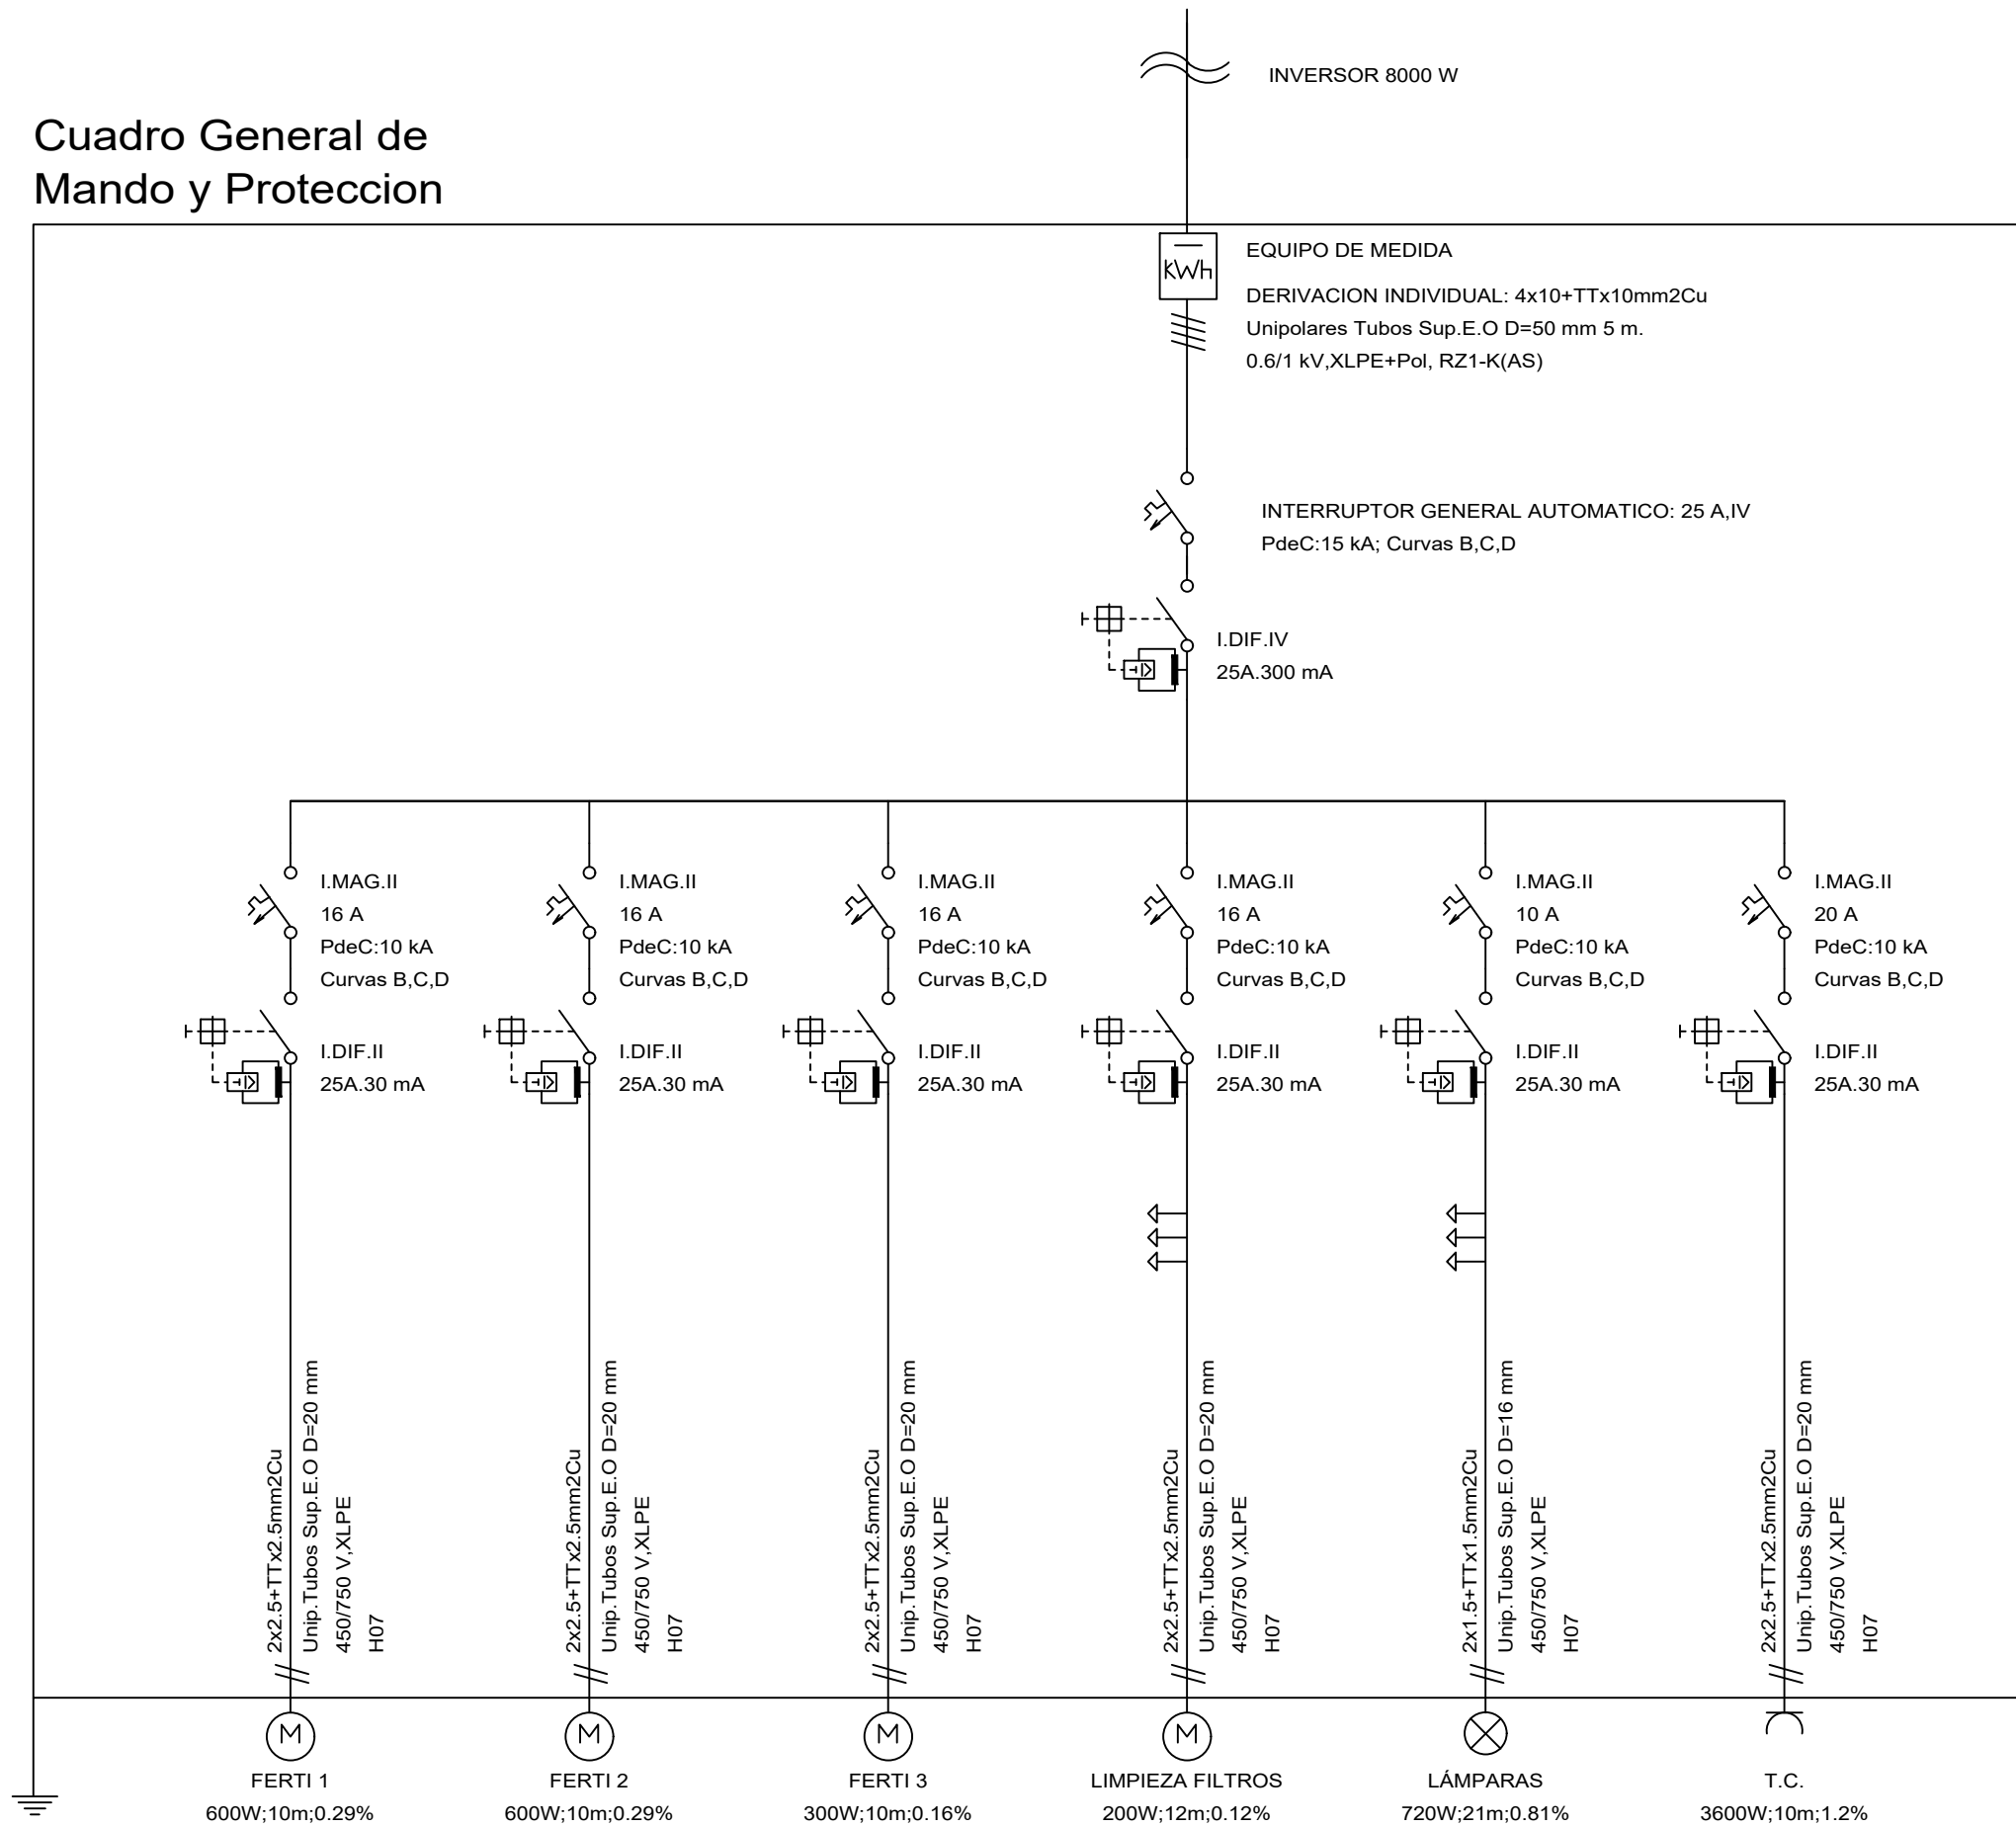 INVERSOR 8000 W
Cuadro General de
Mando y Proteccion
kWh
EQUIPO DE MEDIDA
DERIVACION INDIVIDUAL: 4x10+TTx10mm2Cu
Unipolares Tubos Sup.E.O D=50 mm 5 m.
0.6/1 kV,XLPE+Pol, RZ1-K(AS)
INTERRUPTOR GENERAL AUTOMATICO: 25 A,IV
PdeC:15 kA; Curvas B,C,D
I.DIF.IV
25A.300 mA
I.MAG.II
16 A
PdeC:10 kA
Curvas B,C,D
I.DIF.II
25A.30 mA
2x2.5+TTx2.5mm2Cu
Unip.Tubos Sup.E.O D=20 mm
450/750 V,XLPE
H07
M
FERTI 1
600W;10m;0.29%
I.MAG.II
16 A
PdeC:10 kA
Curvas B,C,D
I.DIF.II
25A.30 mA
2x2.5+TTx2.5mm2Cu
Unip.Tubos Sup.E.O D=20 mm
450/750 V,XLPE
H07
M
FERTI 2
600W;10m;0.29%
I.MAG.II
16 A
PdeC:10 kA
Curvas B,C,D
I.DIF.II
25A.30 mA
2x2.5+TTx2.5mm2Cu
Unip.Tubos Sup.E.O D=20 mm
450/750 V,XLPE
H07
M
FERTI 3
300W;10m;0.16%
I.MAG.II
16 A
PdeC:10 kA
Curvas B,C,D
I.DIF.II
25A.30 mA
2x2.5+TTx2.5mm2Cu
Unip.Tubos Sup.E.O D=20 mm
450/750 V,XLPE
H07
M
LIMPIEZA FILTROS
200W;12m;0.12%
I.MAG.II
10 A
PdeC:10 kA
Curvas B,C,D
I.DIF.II
25A.30 mA
2x1.5+TTx1.5mm2Cu
Unip.Tubos Sup.E.O D=16 mm
450/750 V,XLPE
H07
LÁMPARAS
720W;21m;0.81%
I.MAG.II
20 A
PdeC:10 kA
Curvas B,C,D
I.DIF.II
25A.30 mA
2x2.5+TTx2.5mm2Cu
Unip.Tubos Sup.E.O D=20 mm
450/750 V,XLPE
H07
T.C.
3600W;10m;1.2%